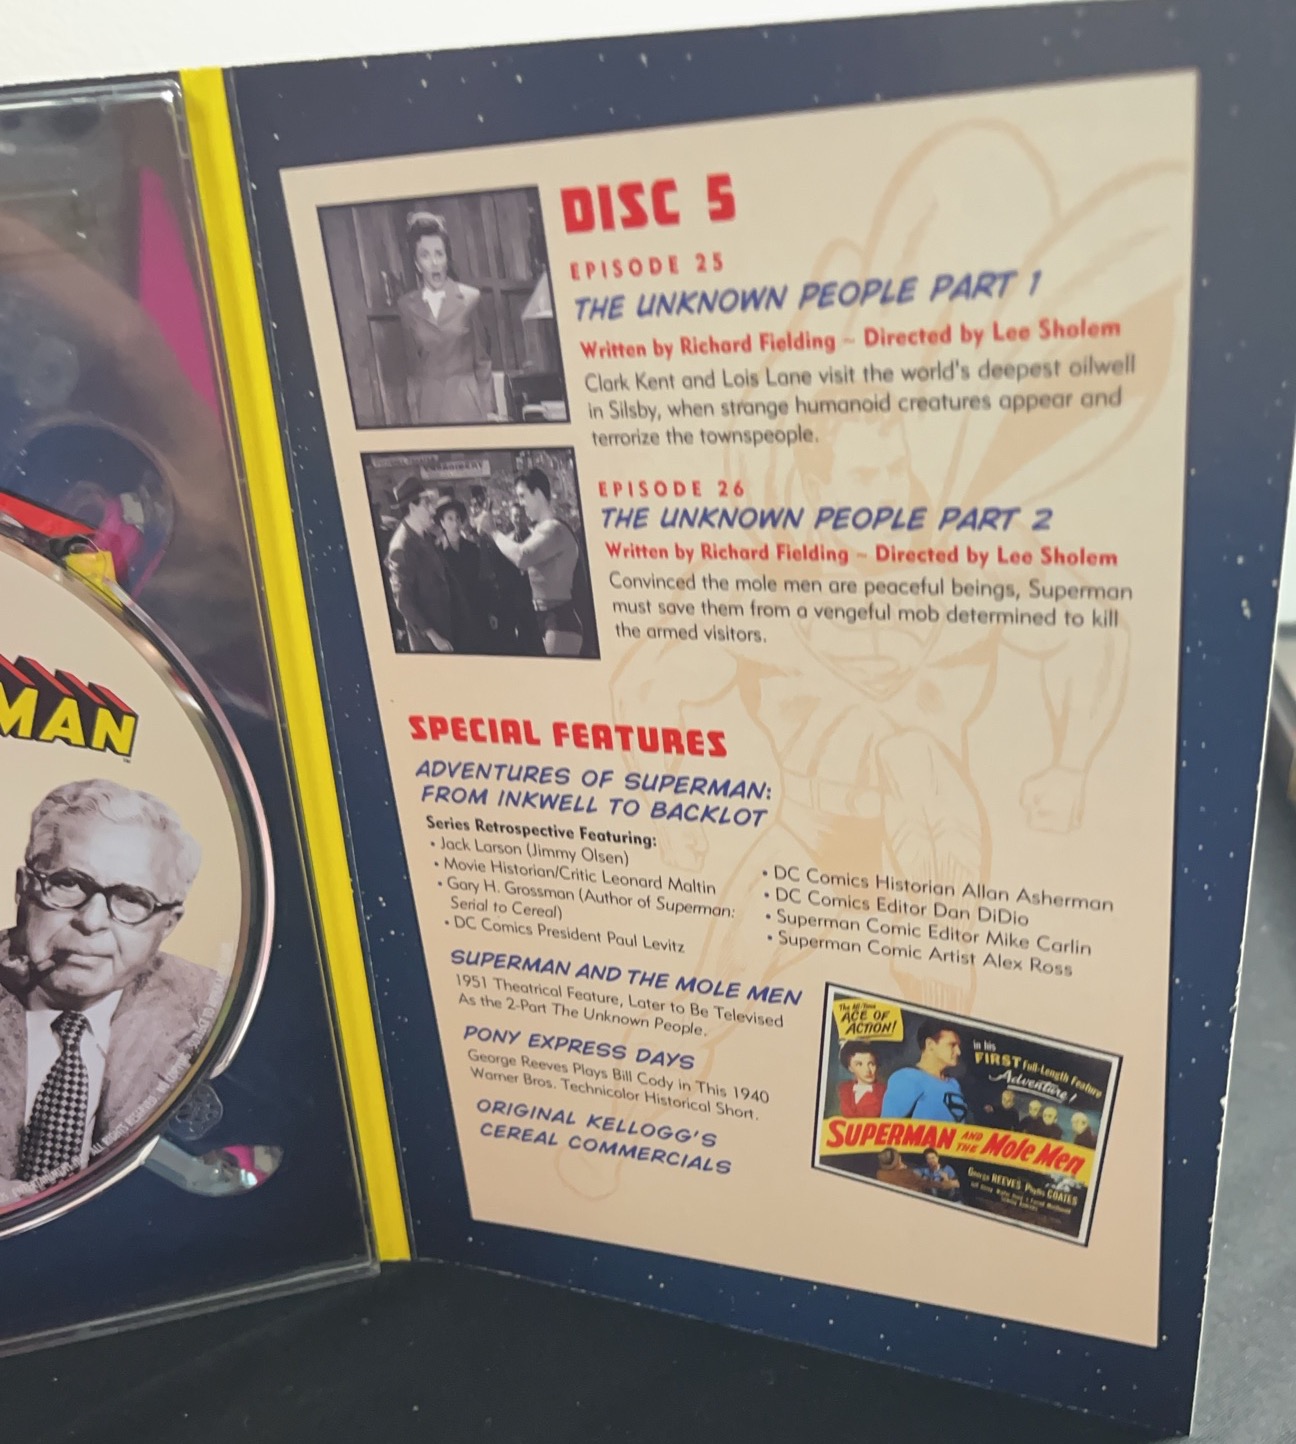 DISC 5
EPISODE 25
THE UNKNOWN PEOPLE PART 1
Written by Richard Fielding ~ Directed by Lee Sholem
Clark Kent and Lois Lane visit the world's deepest oilwell
in Silsby, when strange humanoid creatures appear and
terrorize the townspeople.
EPISODE 26
THE UNKNOWN PEOPLE PART 2
Written by Richard Fielding ~ Directed by Lee Sholem
Convinced the mole men are peaceful beings, Superman
must save them from a vengeful mob determined to kill
the armed visitors.
SPECIAL FEATURES
ADVENTURES OF SUPERMAN:
FROM INKWELL TO BACKLOT
Series Retrospective Featuring:
• Jack Larson (Jimmy Olsen)
• Movie Historian/Critic Leonard Maltin
• Gary H. Grossman (Author of Superman:
Serial to Cereal)
• DC Comics President Paul Levitz
• DC Comics Historian Allan Asherman
• DC Comics Editor Dan DiDio
• Superman Comic Editor Mike Carlin
• Superman Comic Artist Alex Ross
SUPERMAN AND THE MOLE MEN
1951 Theatrical Feature, Later to Be Televised
As the 2-Part The Unknown People.
PONY EXPRESS DAYS
George Reeves Plays Bill Cody in This 1940
Warner Bros. Technicolor Historical Short.
ORIGINAL KELLOGG'S
CEREAL COMMERCIALS
The All-Time
ACE OF
ACTION!
in his
FIRST Full-Length Feature
Adventure!
SUPERMAN AND THE Mole Men
George REEVES Phyllis COATES
MAN